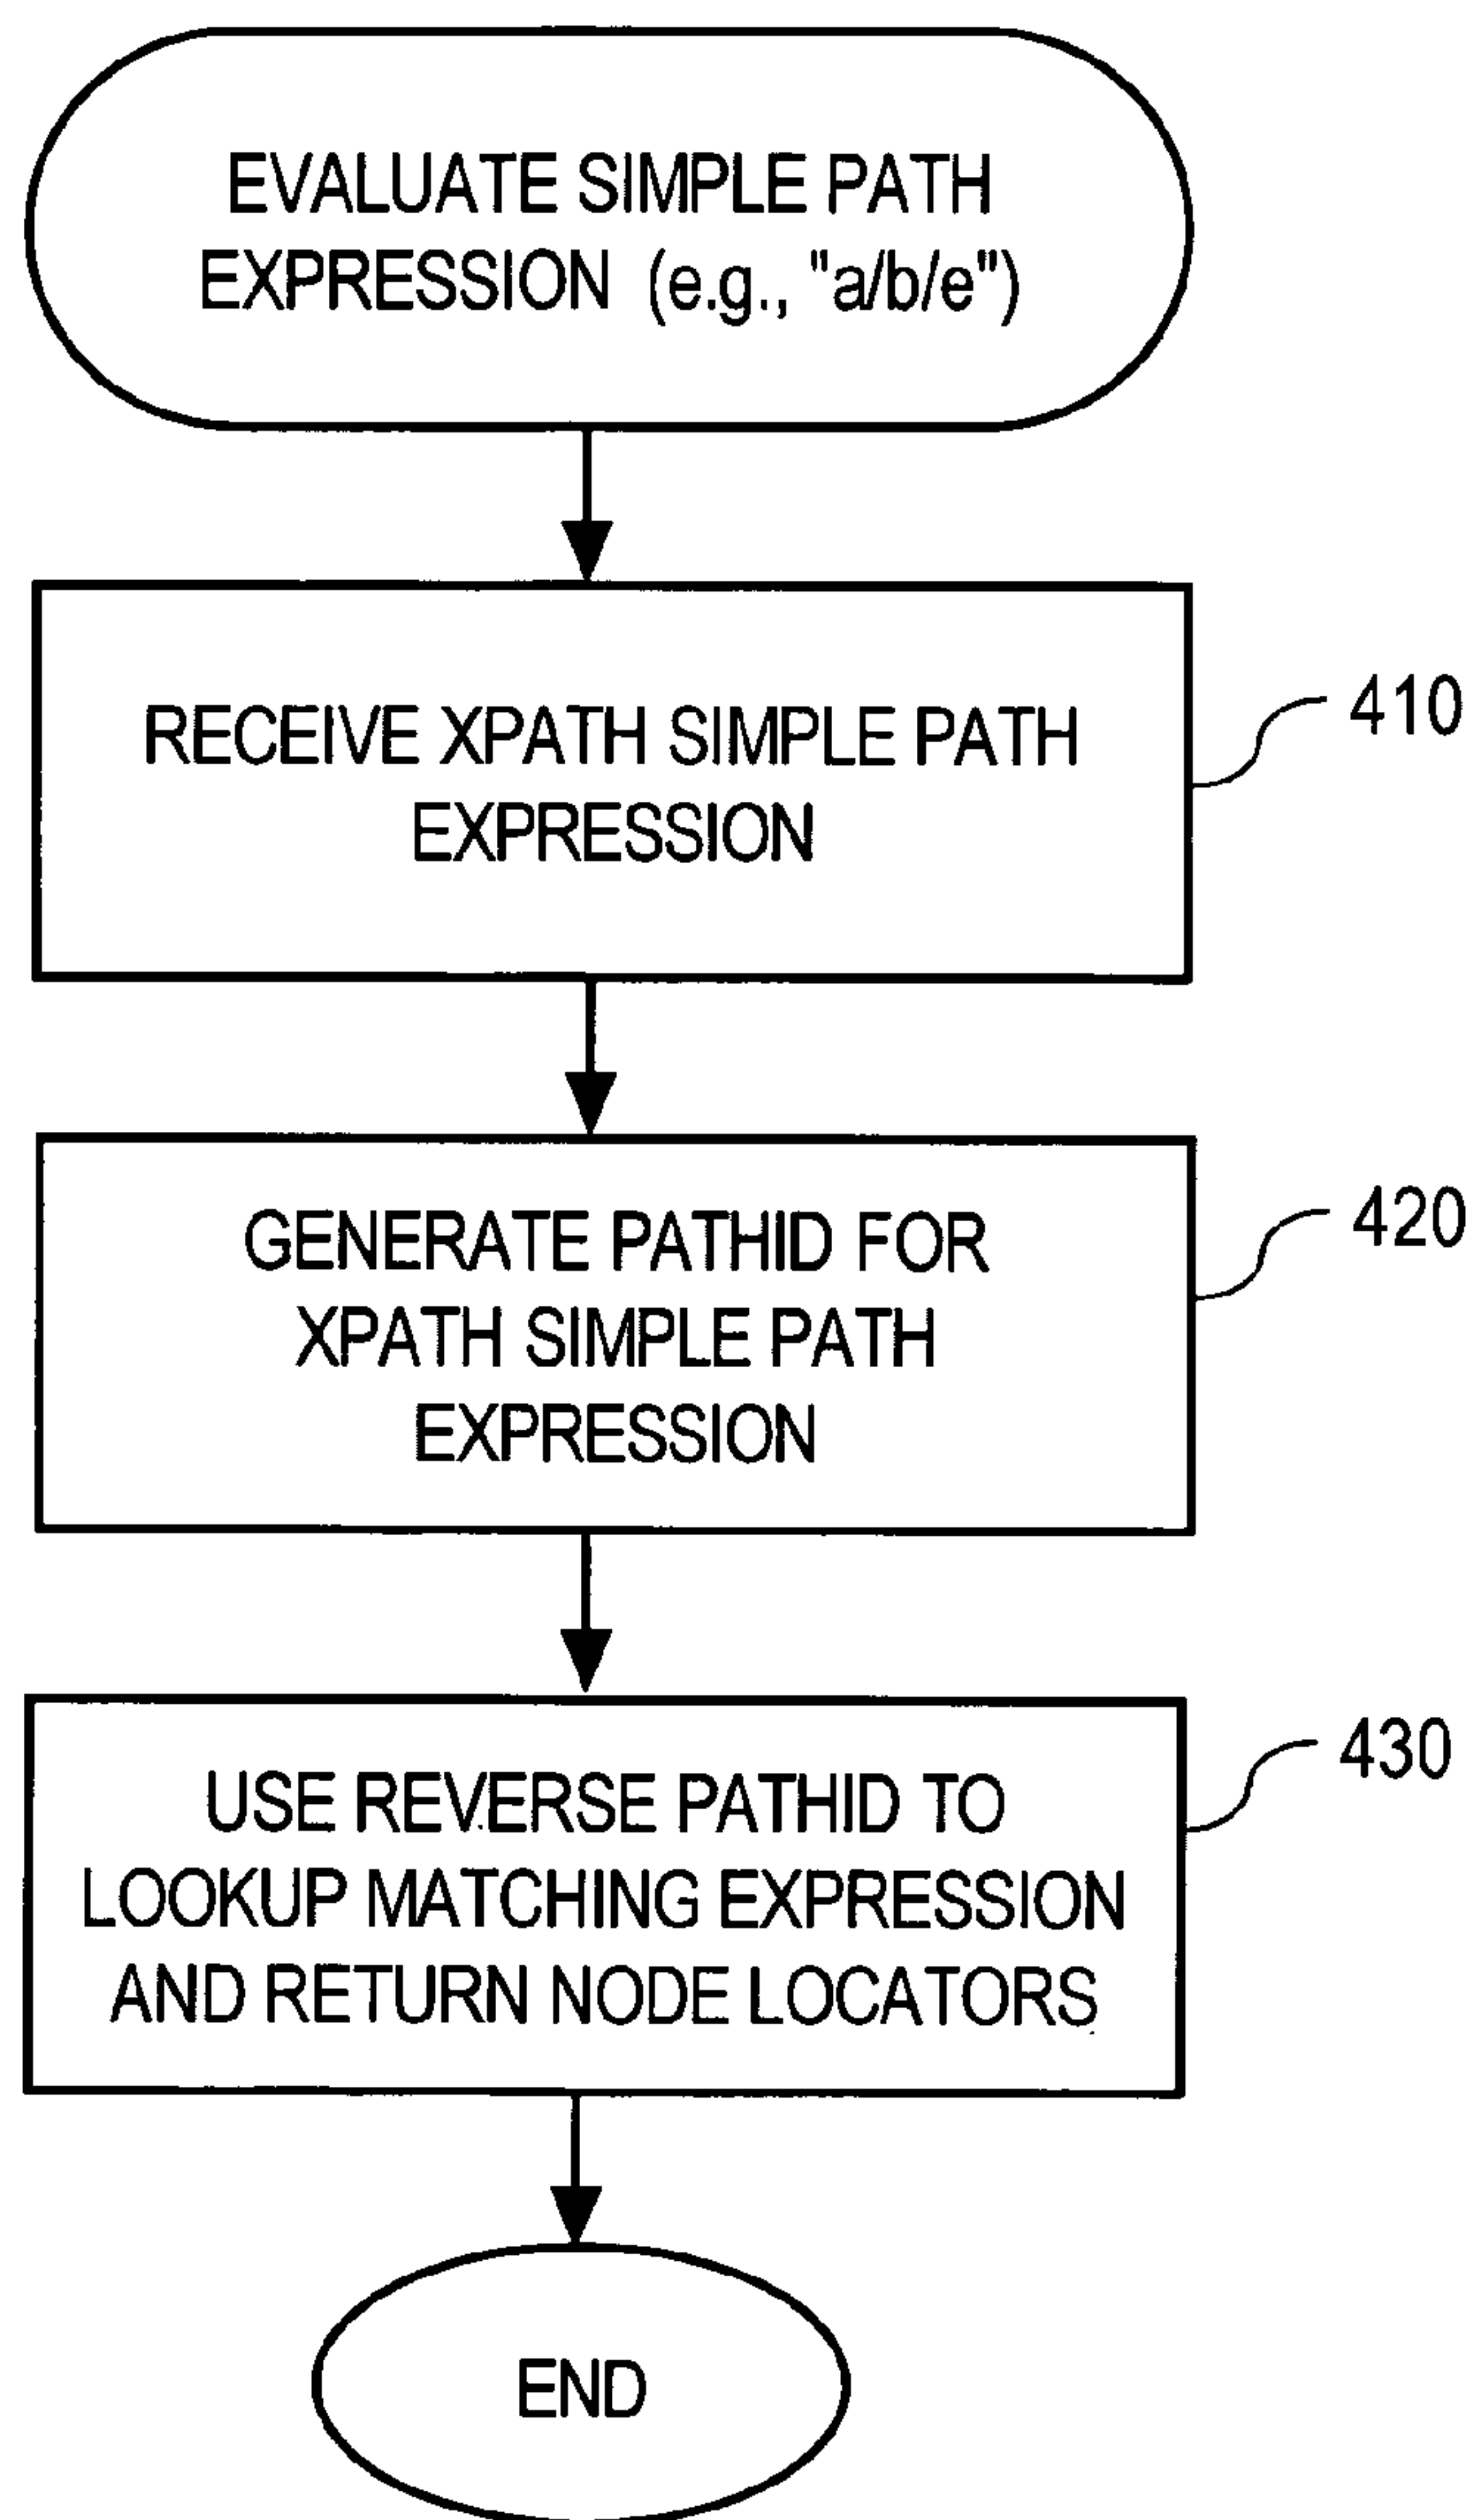 EVALUATE SIMPLE PATH
EXPRESSION (e.g., "a/b/e")
RECEIVE XPATH SIMPLE PATH
EXPRESSION
410
GENERATE PATHID FOR
XPATH SIMPLE PATH
EXPRESSION
420
USE REVERSE PATHID TO
LOOKUP MATCHING EXPRESSION
AND RETURN NODE LOCATORS
430
END